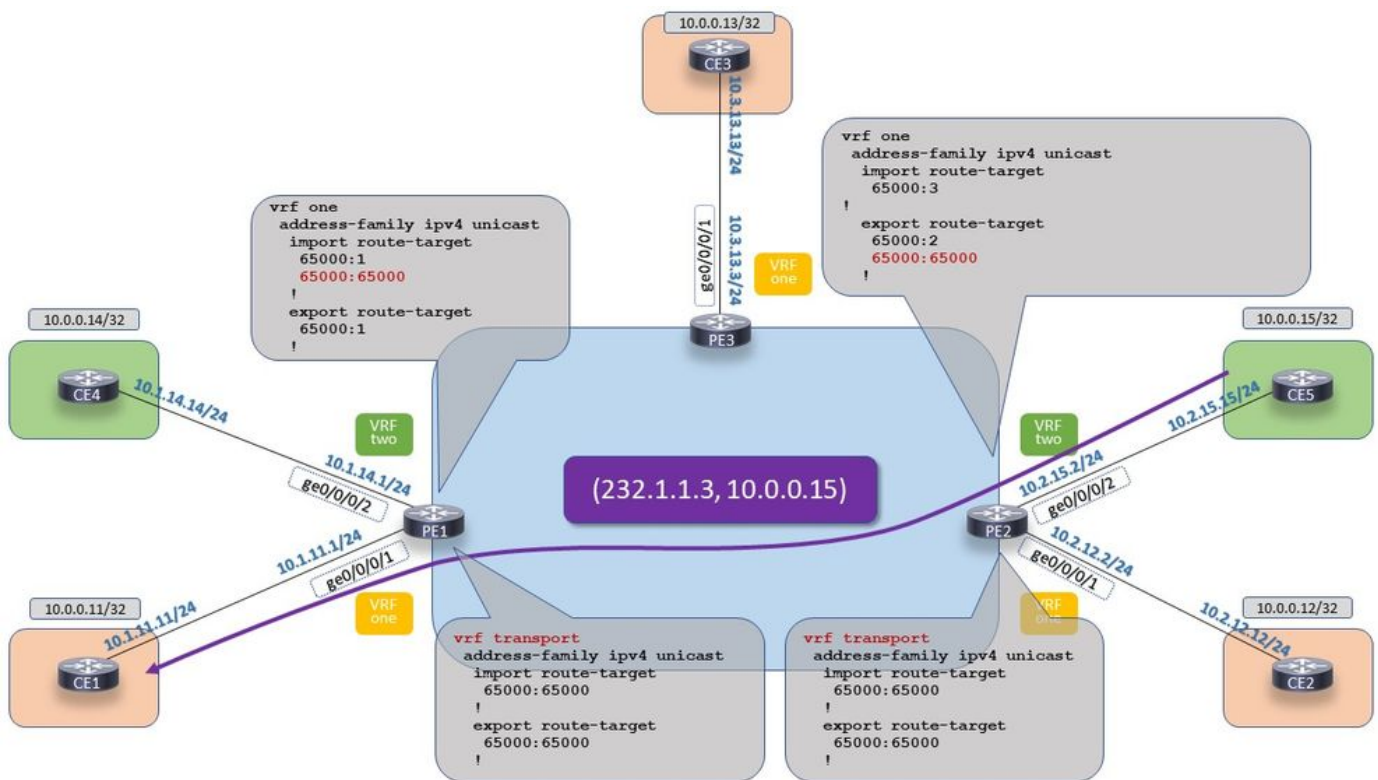 10.0.0.13/32
CE3
10.3.13.13/24
vrf one
address-family ipv4 unicast
import route-target
65000:3
!
export route-target
65000:2
65000:65000
!
vrf one
address-family ipv4 unicast
import route-target
65000:1
65000:65000
!
export route-target
65000:1
!
ge0/0/0/1
10.3.13.3/24
VRF
one
PE3
10.0.0.14/32
CE4
10.1.14.14/24
VRF
two
10.1.14.1/24
ge0/0/0/2
10.0.0.15/32
CE5
10.2.15.15/24
VRF
two
10.2.15.2/24
ge0/0/0/2
(232.1.1.3, 10.0.0.15)
PE1
PE2
10.1.11.1/24
ge0/0/0/1
10.2.12.2/24
ge0/0/0/1
VRF
one
VRF
one
10.0.0.11/32
10.1.11.11/24
CE1
10.0.0.12/32
10.2.12.12/24
CE2
vrf transport
address-family ipv4 unicast
import route-target
65000:65000
!
export route-target
65000:65000
!
vrf transport
address-family ipv4 unicast
import route-target
65000:65000
!
export route-target
65000:65000
!